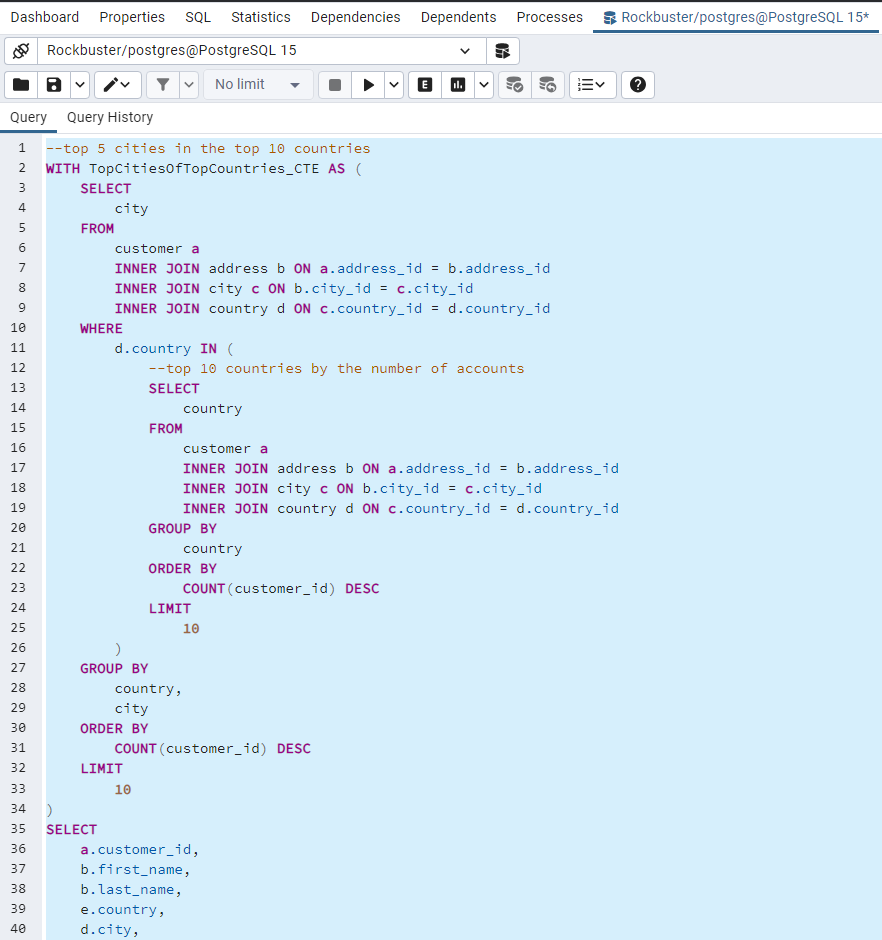 Dashboard Properties SQL Statistics Dependencies Dependents Processes Rockbuster/postgres@PostgreSQL 15*
Rockbuster/postgres@PostgreSQL 15
No limit E
Query Query History
1 --top 5 cities in the top 10 countries
2 WITH TopCitiesOfTopCountries_CTE AS (
3 SELECT
4 city
5 FROM
6 customer a
7 INNER JOIN address b ON a.address_id = b.address_id
8 INNER JOIN city c ON b.city_id = c.city_id
9 INNER JOIN country d ON c.country_id = d.country_id
10 WHERE
11 d.country IN (
12 --top 10 countries by the number of accounts
13 SELECT
14 country
15 FROM
16 customer a
17 INNER JOIN address b ON a.address_id = b.address_id
18 INNER JOIN city c ON b.city_id = c.city_id
19 INNER JOIN country d ON c.country_id = d.country_id
20 GROUP BY
21 country
22 ORDER BY
23 COUNT(customer_id) DESC
24 LIMIT
25 10
26 )
27 GROUP BY
28 country,
29 city
30 ORDER BY
31 COUNT(customer_id) DESC
32 LIMIT
33 10
34 )
35 SELECT
36 a.customer_id,
37 b.first_name,
38 b.last_name,
39 e.country,
40 d.city,